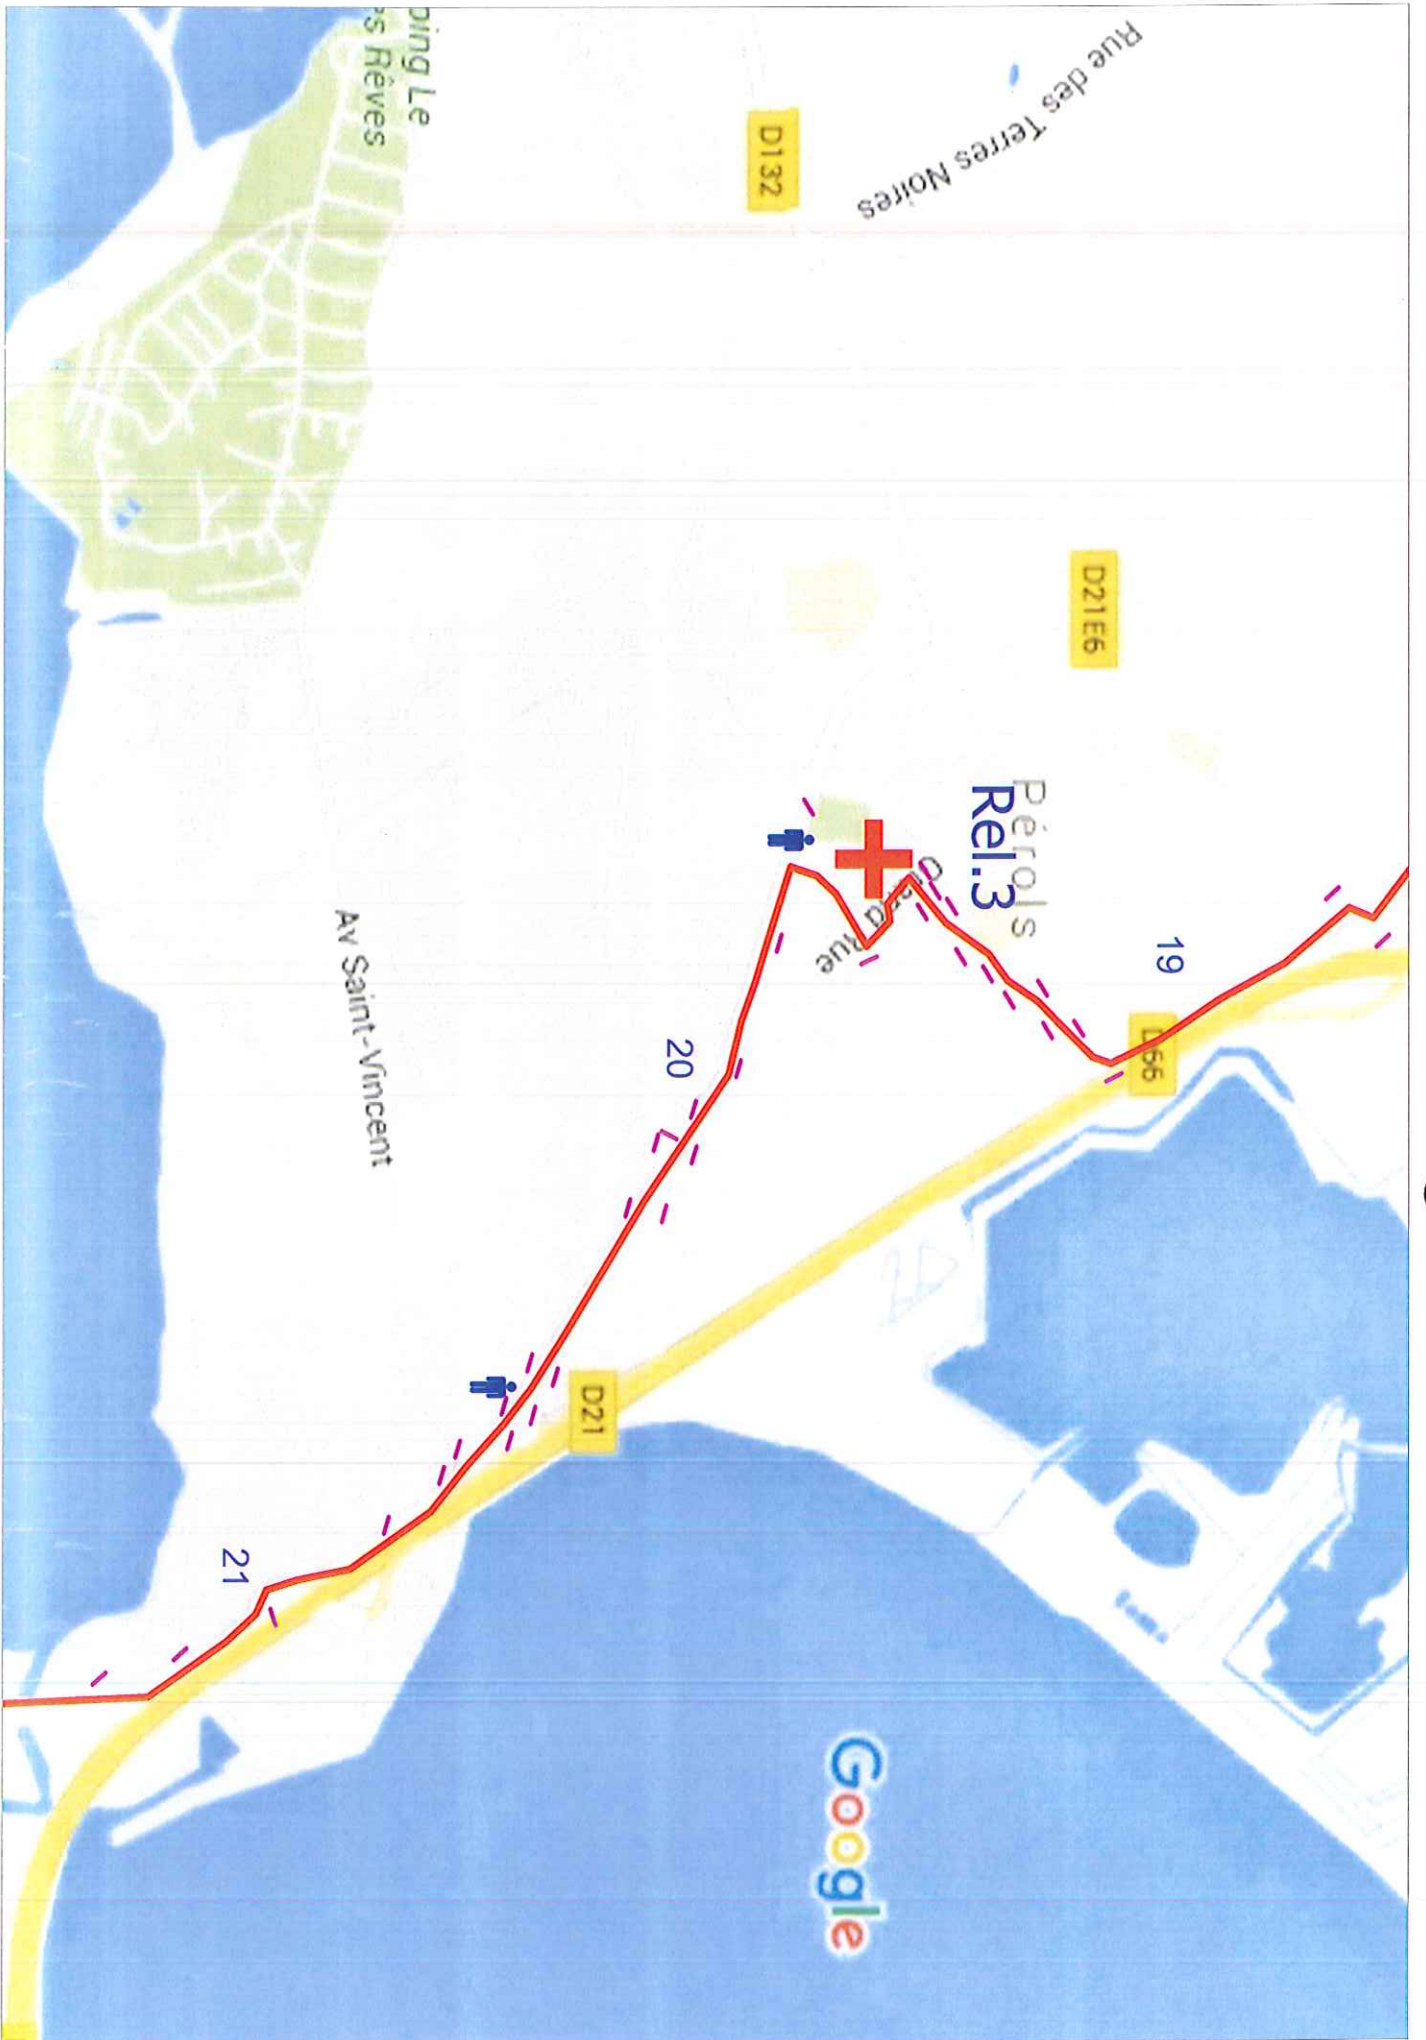 Rue des Terres Noires
D132
ping Le
s Rêves
D21E6
Pérols
Rel.3
19
D66
Grand Rue
20
Av Saint-Vincent
D21
21
Google